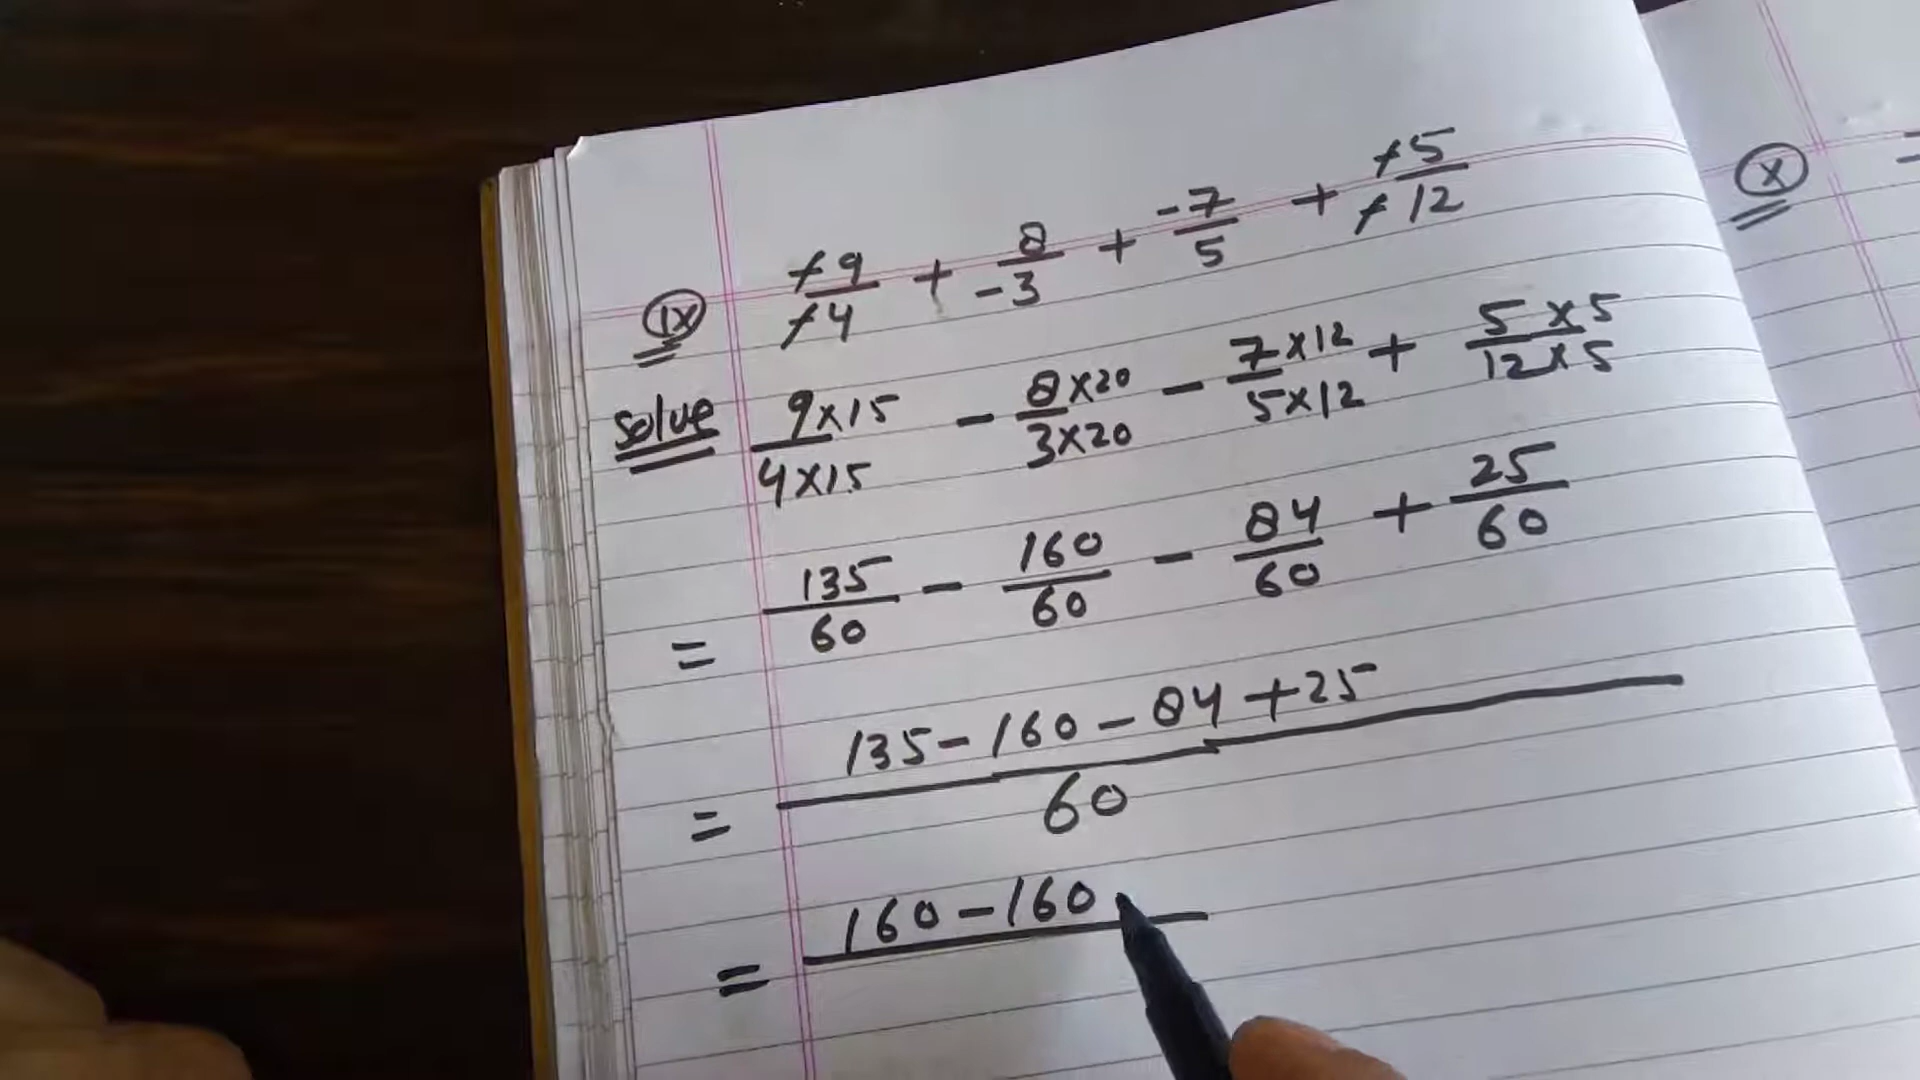 (ix) -9/-4 + 8/-3 + -7/5 + -5/-12
solve 9×15/4×15 - 8×20/3×20 - 7×12/5×12 + 5×5/12×5
= 135/60 - 160/60 - 84/60 + 25/60
= 135-160-84+25/60
= 160-160
(x)